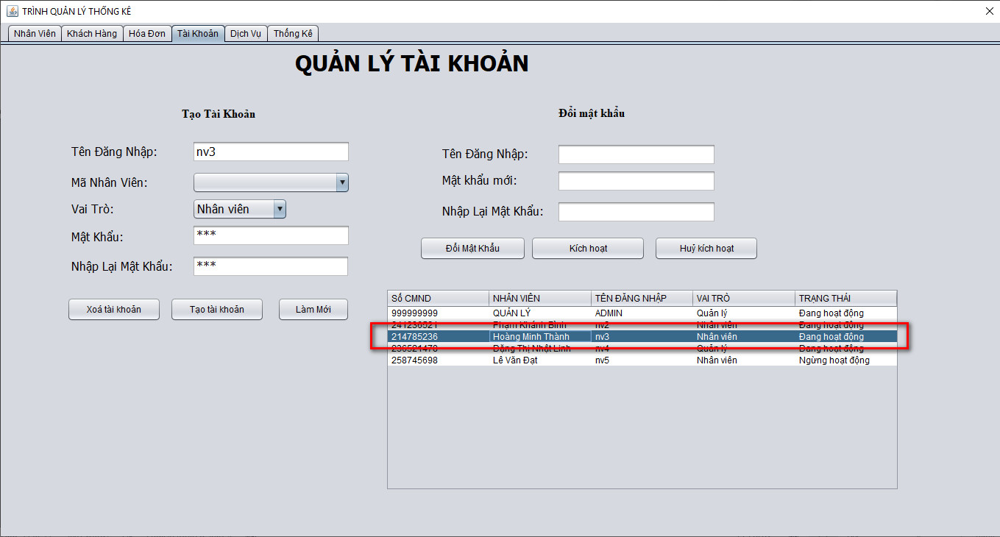 TRÌNH QUẢN LÝ THỐNG KÊ
Nhân Viên Khách Hàng Hóa Đơn Tài Khoản Dịch Vụ Thống Kê
QUẢN LÝ TÀI KHOẢN
Tạo Tài Khoản
Tên Đăng Nhập: nv3
Mã Nhân Viên:
Vai Trò: Nhân viên
Mật Khẩu: ***
Nhập Lại Mật Khẩu: ***
Xoá tài khoản Tạo tài khoản Làm Mới
Đổi mật khẩu
Tên Đăng Nhập:
Mật khẩu mới:
Nhập Lại Mật Khẩu:
Đổi Mật Khẩu Kích hoạt Huỷ kích hoạt
Số CMND NHÂN VIÊN TÊN ĐĂNG NHẬP VAI TRÒ TRẠNG THÁI
999999999 QUẢN LÝ ADMIN Quản lý Đang hoạt động
241236521 Phạm Khánh Bình nv2 Nhân viên Đang hoạt động
214785236 Hoàng Minh Thành nv3 Nhân viên Đang hoạt động
236521478 Đặng Thị Nhật Linh nv4 Quản lý Đang hoạt động
258745698 Lê Văn Đạt nv5 Nhân viên Ngừng hoạt động